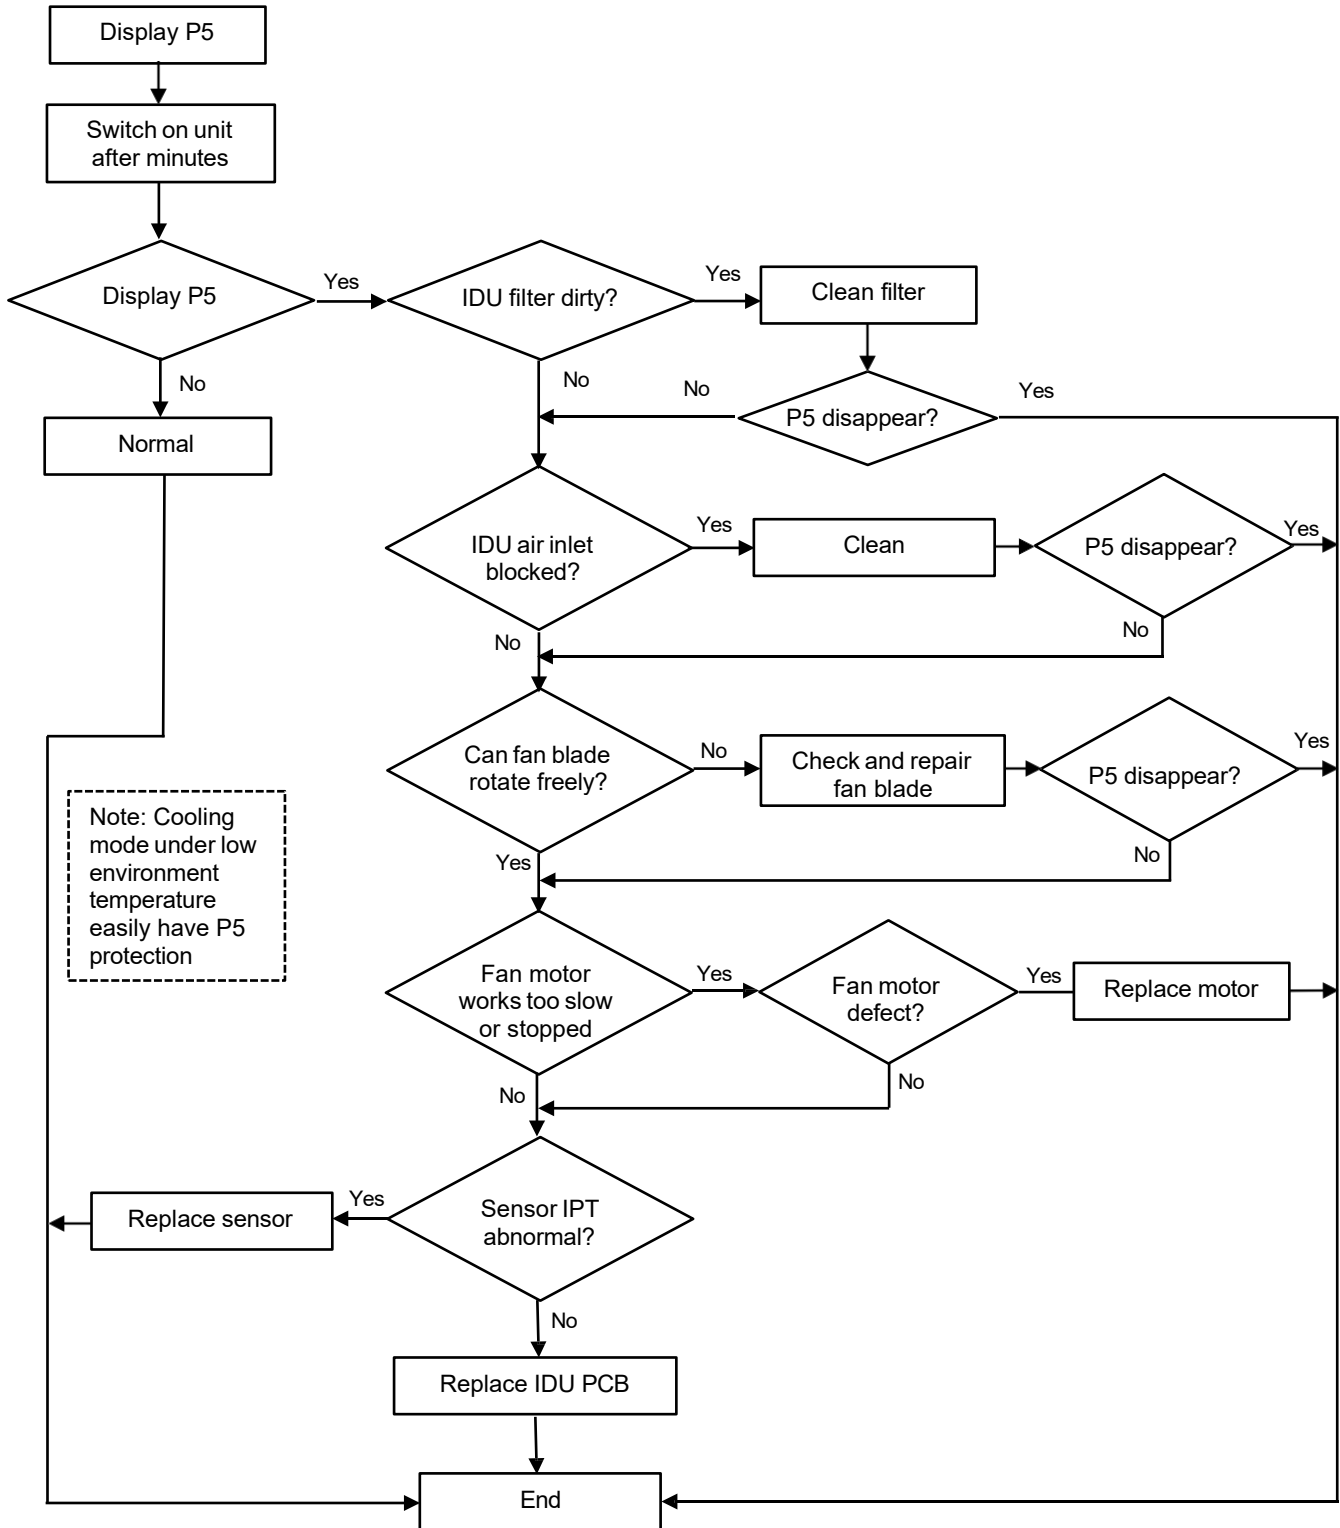 Display P5
Switch on unit
after minutes
Display P5
Yes
IDU filter dirty?
Yes
Clean filter
No
No
No
P5 disappear?
Yes
Normal
IDU air inlet
blocked?
Yes
Clean
P5 disappear?
Yes
No
No
Can fan blade
rotate freely?
No
Check and repair
fan blade
P5 disappear?
Yes
Note: Cooling
mode under low
environment
temperature
easily have P5
protection
Yes
No
Fan motor
works too slow
or stopped
Yes
Fan motor
defect?
Yes
Replace motor
No
No
Replace sensor
Yes
Sensor IPT
abnormal?
No
Replace IDU PCB
End